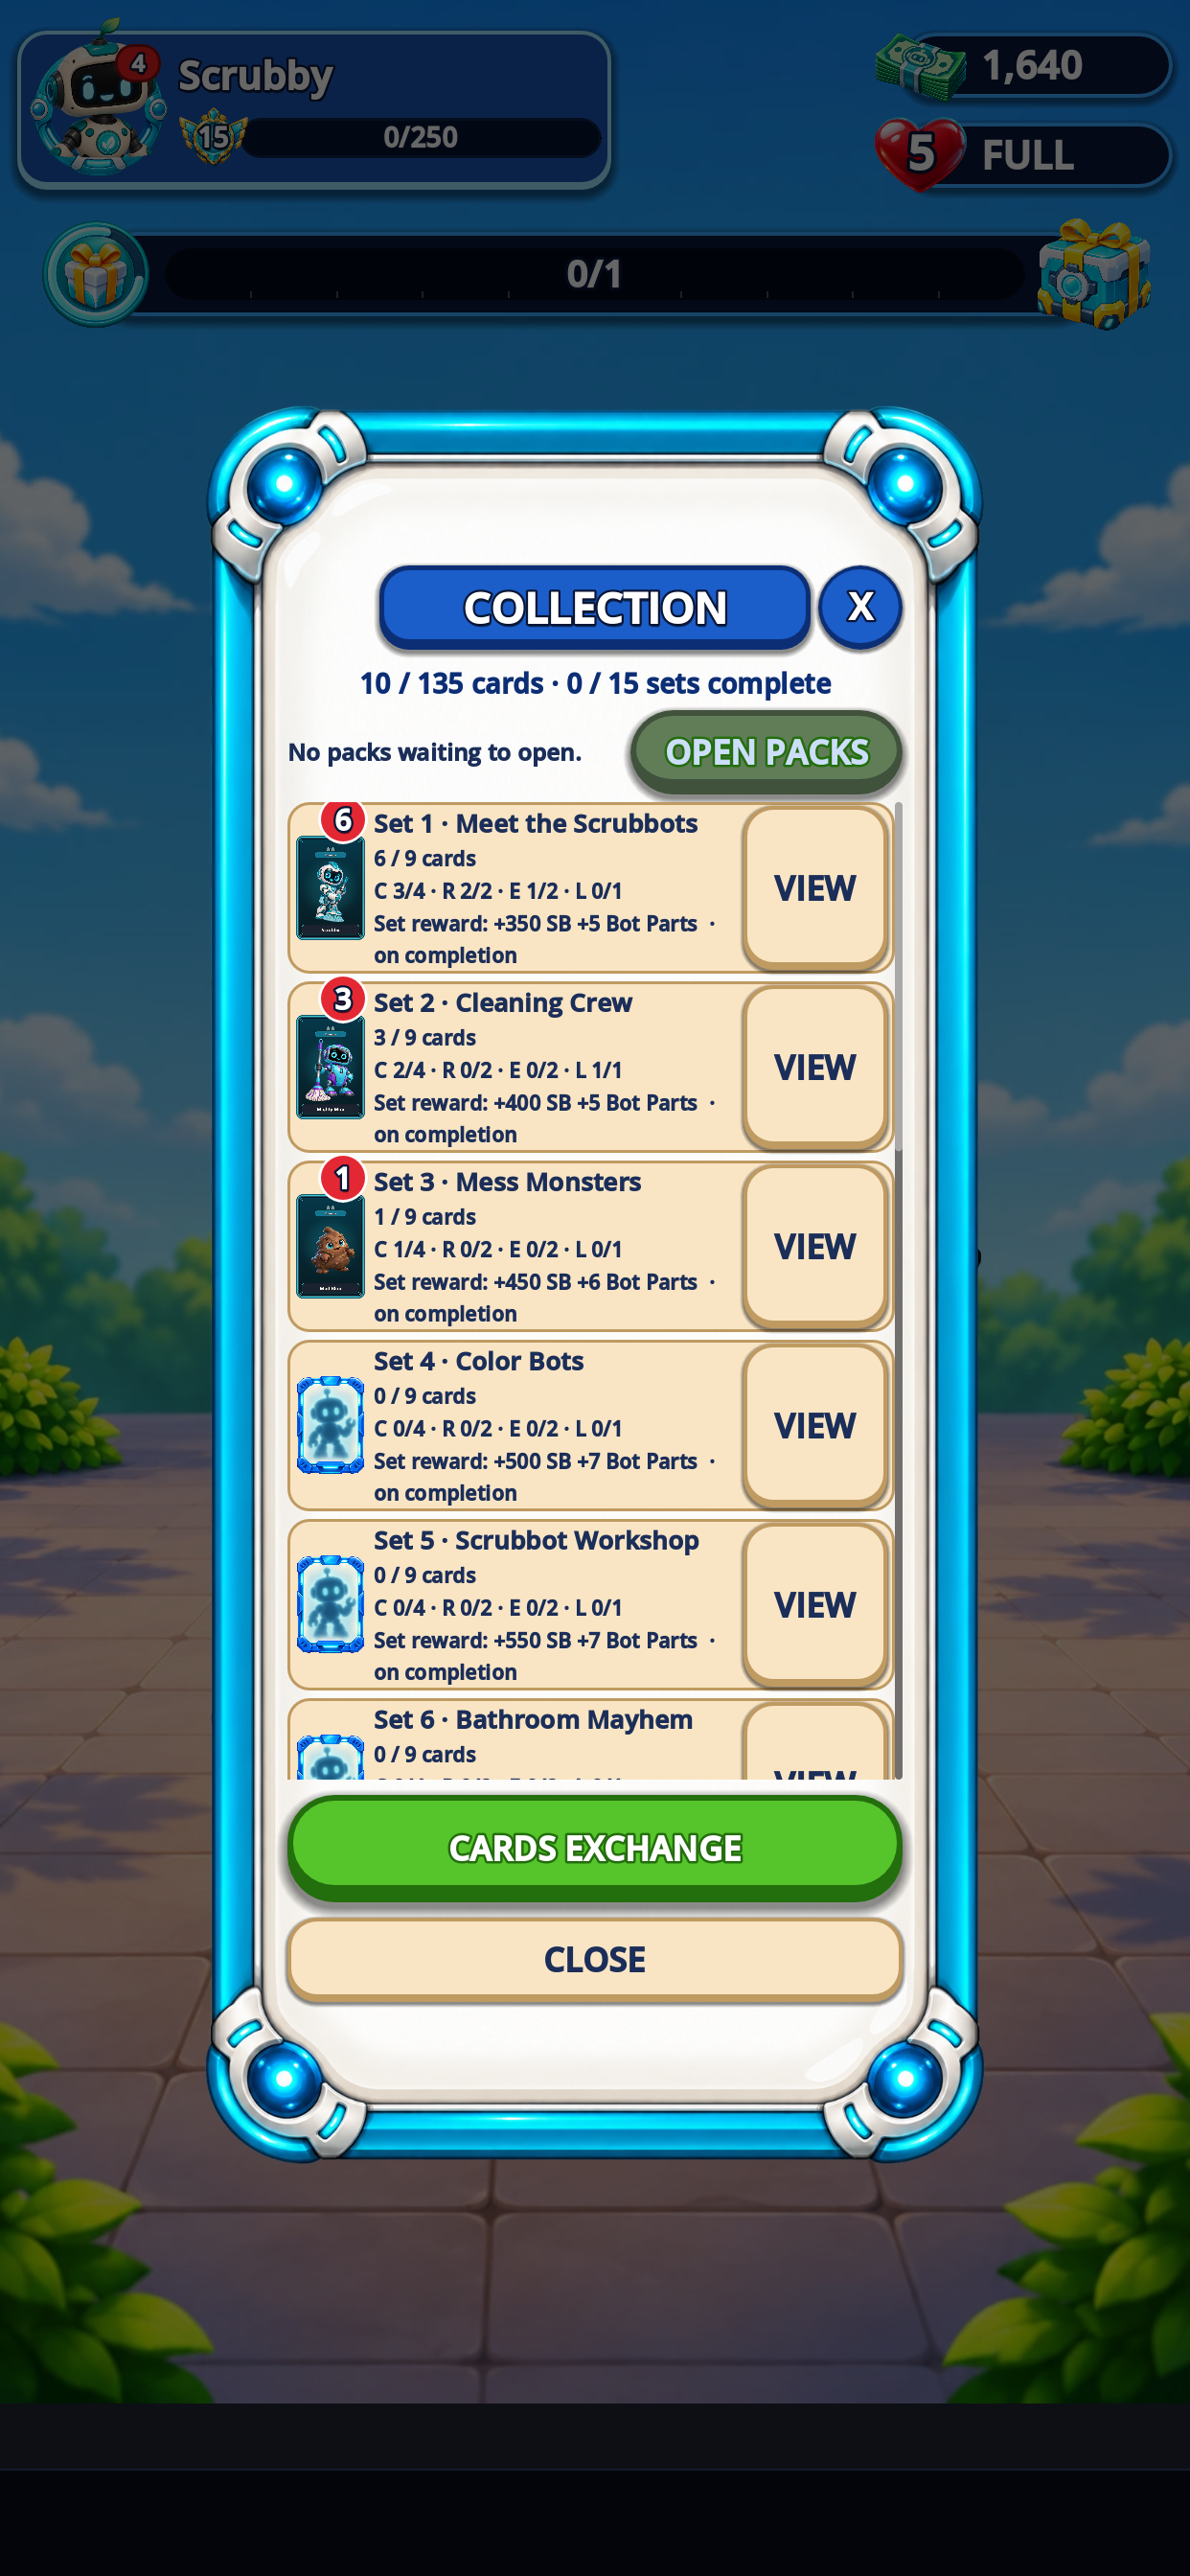 4
Scrubby
15
0/250
1,640
5
FULL
0/1
COLLECTION
X
10 / 135 cards · 0 / 15 sets complete
No packs waiting to open.
OPEN PACKS
6
Set 1 · Meet the Scrubbots
6 / 9 cards
C 3/4 · R 2/2 · E 1/2 · L 0/1
Set reward: +350 SB +5 Bot Parts ·
on completion
VIEW
3
Set 2 · Cleaning Crew
3 / 9 cards
C 2/4 · R 0/2 · E 0/2 · L 1/1
Set reward: +400 SB +5 Bot Parts ·
on completion
VIEW
1
Set 3 · Mess Monsters
1 / 9 cards
C 1/4 · R 0/2 · E 0/2 · L 0/1
Set reward: +450 SB +6 Bot Parts ·
on completion
VIEW
Set 4 · Color Bots
0 / 9 cards
C 0/4 · R 0/2 · E 0/2 · L 0/1
Set reward: +500 SB +7 Bot Parts ·
on completion
VIEW
Set 5 · Scrubbot Workshop
0 / 9 cards
C 0/4 · R 0/2 · E 0/2 · L 0/1
Set reward: +550 SB +7 Bot Parts ·
on completion
VIEW
Set 6 · Bathroom Mayhem
0 / 9 cards
VIEW
CARDS EXCHANGE
CLOSE